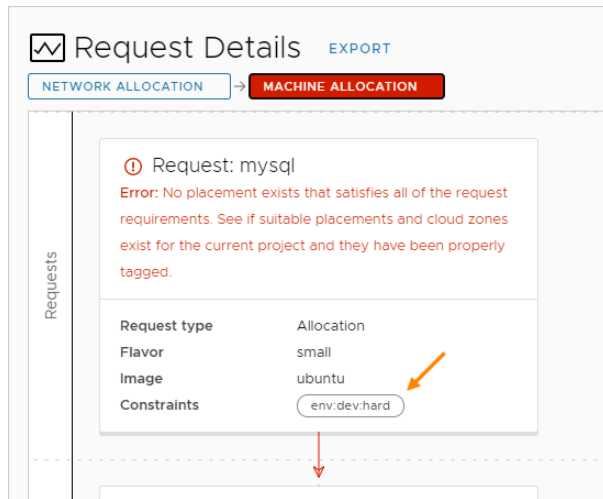 Request Details EXPORT
NETWORK ALLOCATION → MACHINE ALLOCATION
Requests
Request: mysql
Error: No placement exists that satisfies all of the request
requirements. See if suitable placements and cloud zones
exist for the current project and they have been properly
tagged.
Request type Allocation
Flavor small
Image ubuntu
Constraints env:dev:hard